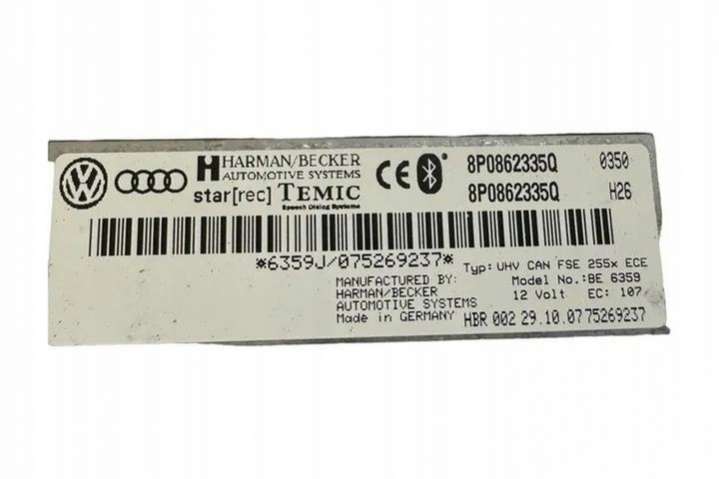 HARMAN/BECKER
AUTOMOTIVE SYSTEMS
star[rec] TEMIC
Speech Dialog Systems
CE
8P0862335Q 0350
8P0862335Q H26
*6359J/075269237*
Typ: UHV CAN FSE 255x ECE
Model No.:BE 6359
12 Volt EC: 107
MANUFACTURED BY:
HARMAN/BECKER
AUTOMOTIVE SYSTEMS
Made in GERMANY
HBR 002 29.10.07 75269237